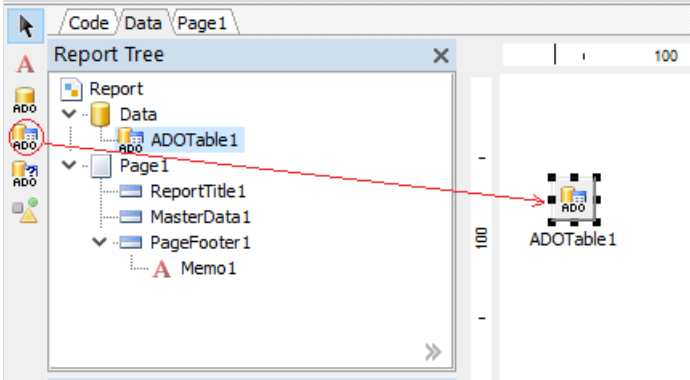 Code Data Page1
Report Tree
100
A
ADO
ADO
ADO
Report
Data
ADO
ADOTable1
Page1
ReportTitle1
MasterData1
PageFooter1
A Memo1
100
ADO
ADOTable1